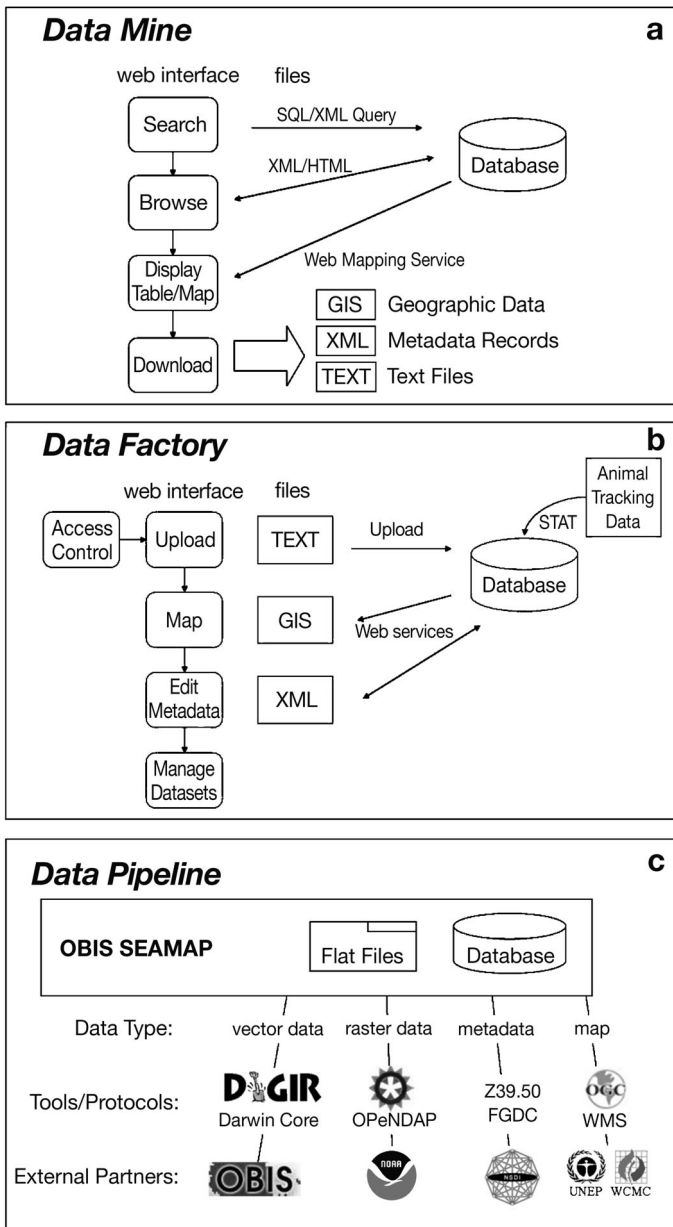 Data Mine
a
web interface files
Search
SQL/XML Query
Database
XML/HTML
Browse
Display
Table/Map
Web Mapping Service
GIS Geographic Data
XML Metadata Records
TEXT Text Files
Download
Data Factory
b
web interface files
Animal
Tracking
Data
STAT
Access
Control
Upload
TEXT
Upload
Database
Map
GIS
Web services
Edit
Metadata
XML
Manage
Datasets
Data Pipeline
c
OBIS SEAMAP
Flat Files
Database
Data Type: vector data raster data metadata map
Tools/Protocols:
DiGIR
Darwin Core
OPeNDAP
Z39.50
FGDC
OGC
WMS
External Partners:
OBIS
NOAA
NSDI
UNEP
WCMC